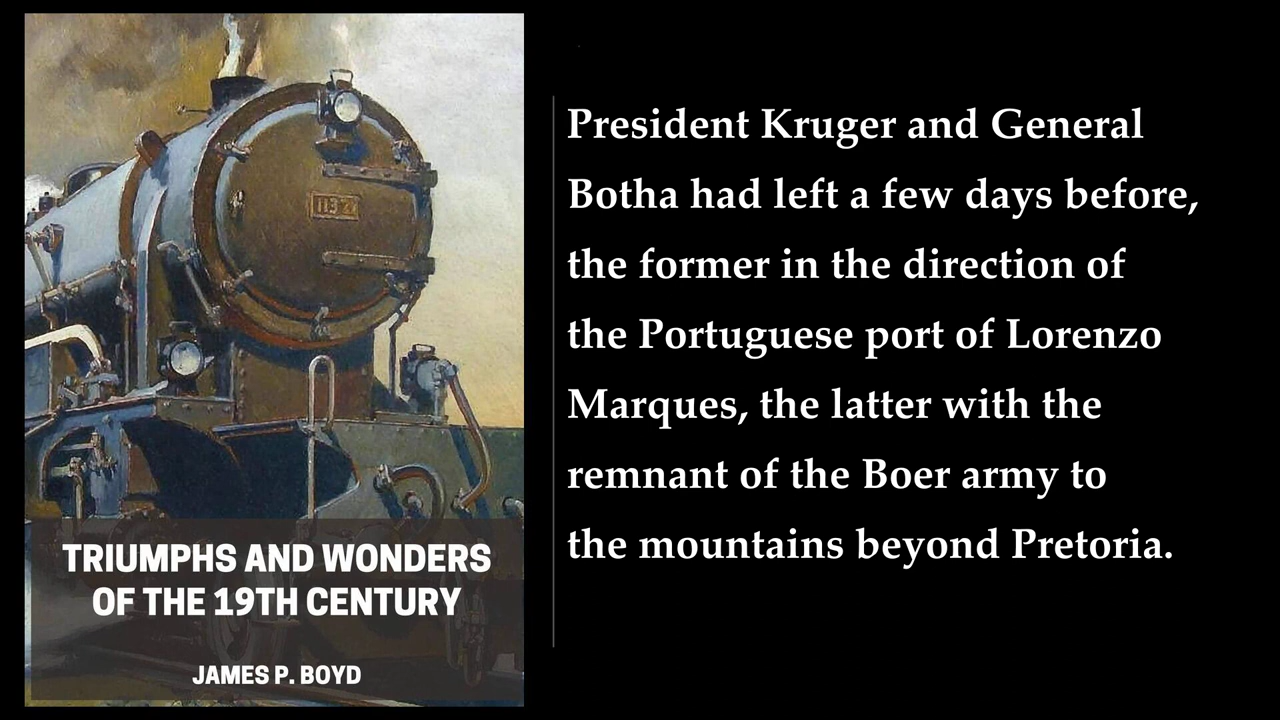 TRIUMPHS AND WONDERS
OF THE 19TH CENTURY
JAMES P. BOYD
President Kruger and General
Botha had left a few days before,
the former in the direction of
the Portuguese port of Lorenzo
Marques, the latter with the
remnant of the Boer army to
the mountains beyond Pretoria.